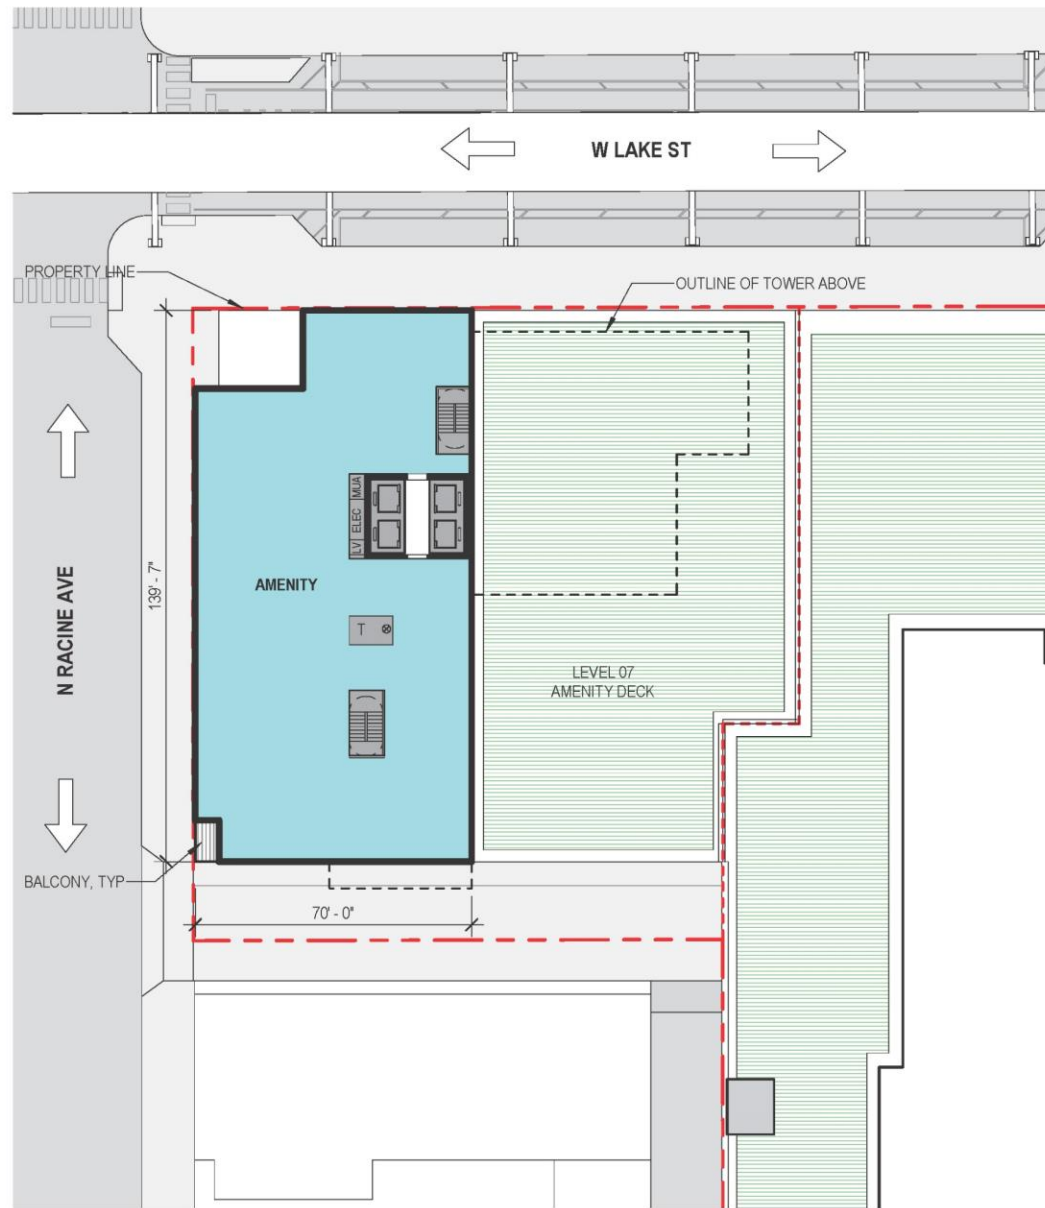 W LAKE ST
PROPERTY LINE
OUTLINE OF TOWER ABOVE
MUA
ELEC
LV
139' - 7"
AMENITY
N RACINE AVE
T
LEVEL 07
AMENITY DECK
BALCONY, TYP
70' - 0"